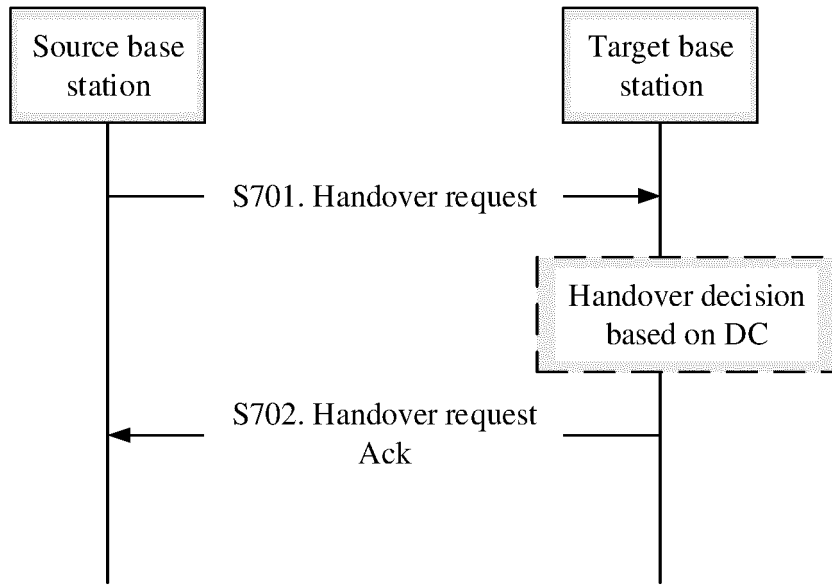 Source base
station
Target base
station
S701. Handover request
Handover decision
based on DC
S702. Handover request
Ack